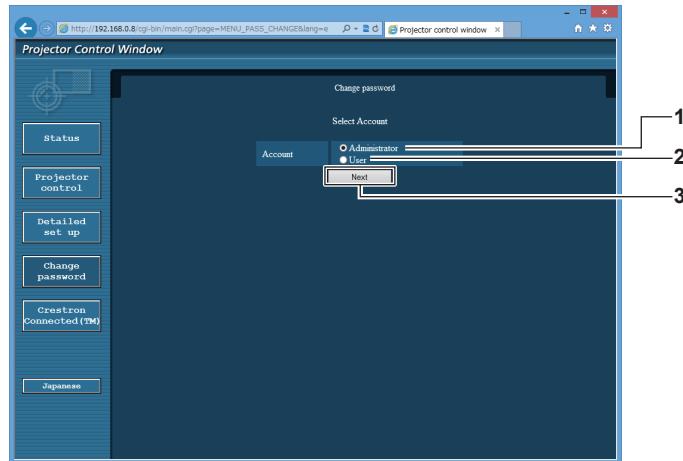 http://192.168.0.8/cgi-bin/main.cgi?page=MENU_PASS_CHANGE&lang=e
Projector control window
Projector Control Window
Change password
Select Account
Account
Administrator
User
Next
1
2
3
Status
Projector
control
Detailed
set up
Change
password
Crestron
Connected(TM)
Japanese